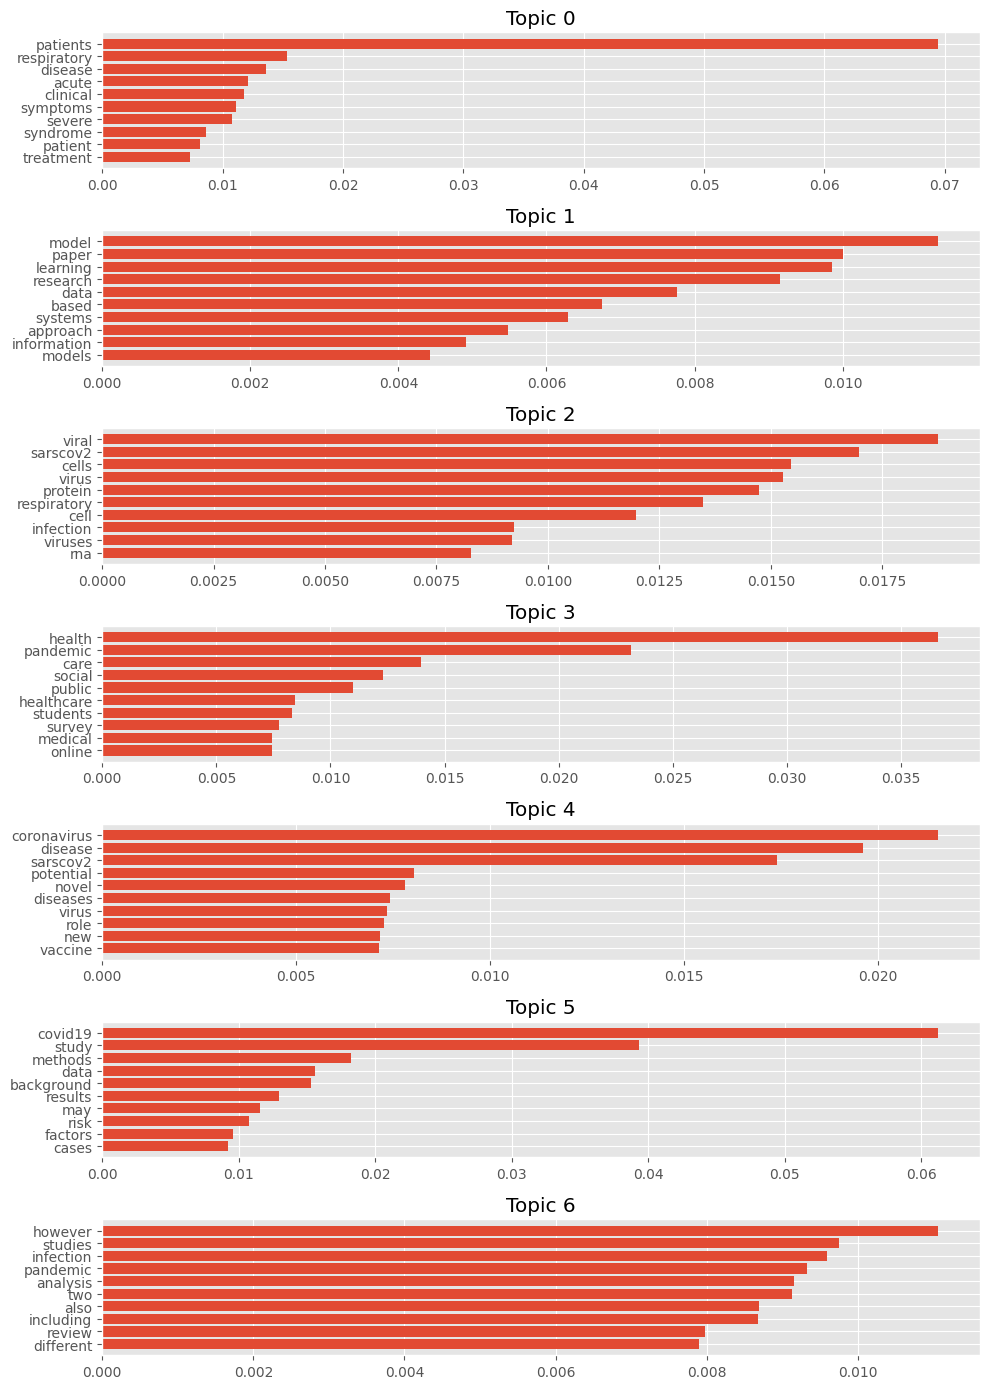 Topic 0
patients
respiratory
disease
acute
clinical
symptoms
severe
syndrome
patient
treatment
0.00 0.01 0.02 0.03 0.04 0.05 0.06 0.07
Topic 1
model
paper
learning
research
data
based
systems
approach
information
models
0.000 0.002 0.004 0.006 0.008 0.010
Topic 2
viral
sarscov2
cells
virus
protein
respiratory
cell
infection
viruses
rna
0.0000 0.0025 0.0050 0.0075 0.0100 0.0125 0.0150 0.0175
Topic 3
health
pandemic
care
social
public
healthcare
students
survey
medical
online
0.000 0.005 0.010 0.015 0.020 0.025 0.030 0.035
Topic 4
coronavirus
disease
sarscov2
potential
novel
diseases
virus
role
new
vaccine
0.000 0.005 0.010 0.015 0.020
Topic 5
covid19
study
methods
data
background
results
may
risk
factors
cases
0.00 0.01 0.02 0.03 0.04 0.05 0.06
Topic 6
however
studies
infection
pandemic
analysis
two
also
including
review
different
0.000 0.002 0.004 0.006 0.008 0.010